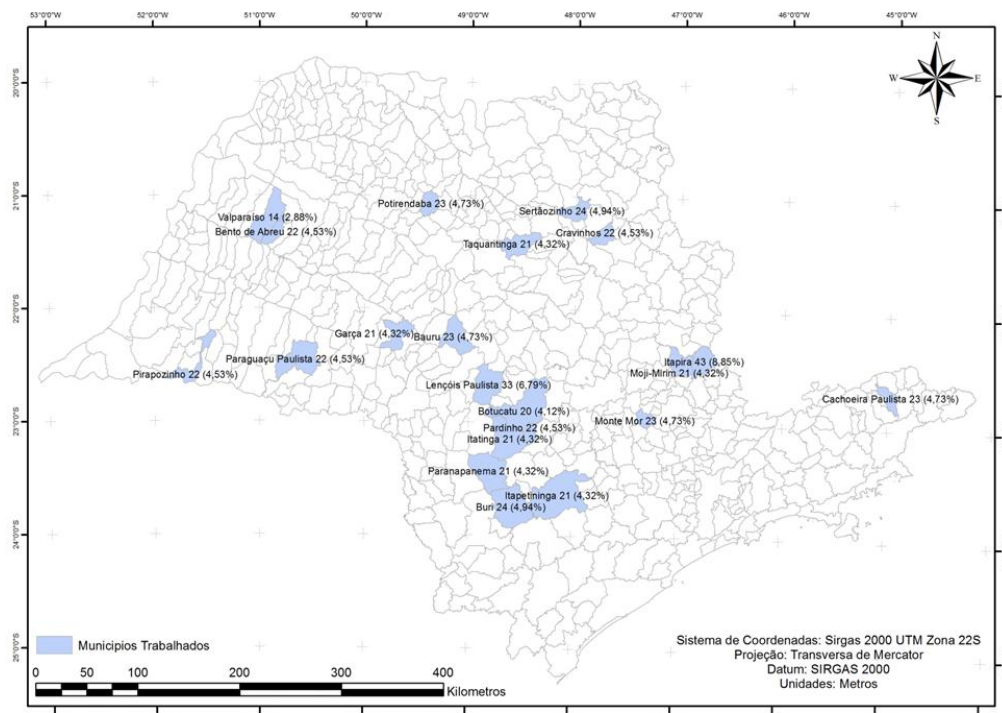 53°0'0"W 52°0'0"W 51°0'0"W 50°0'0"W 49°0'0"W 48°0'0"W 47°0'0"W 46°0'0"W 45°0'0"W
N
W E
S
20°0'0"S
21°0'0"S
22°0'0"S
23°0'0"S
24°0'0"S
25°0'0"S
Potirendaba 23 (4,73%)
Sertãozinho 24 (4,94%)
Valparaíso 14 (2,88%)
Bento de Abreu 22 (4,53%)
Cravinhos 22 (4,53%)
Taquaritinga 21 (4,32%)
Garça 21 (4,32%)
Bauru 23 (4,73%)
Paraguaçu Paulista 22 (4,53%)
Pirapozinho 22 (4,53%)
Itapira 43 (8,85%)
Moji-Mirim 21 (4,32%)
Lençóis Paulista 33 (6,79%)
Cachoeira Paulista 23 (4,73%)
Botucatu 20 (4,12%)
Monte Mor 23 (4,73%)
Pardinho 22 (4,53%)
Itatinga 21 (4,32%)
Paranapanema 21 (4,32%)
Itapetininga 21 (4,32%)
Buri 24 (4,94%)
Municipios Trabalhados
0 50 100 200 300 400
Kilometros
Sistema de Coordenadas: Sirgas 2000 UTM Zona 22S
Projeção: Transversa de Mercator
Datum: SIRGAS 2000
Unidades: Metros